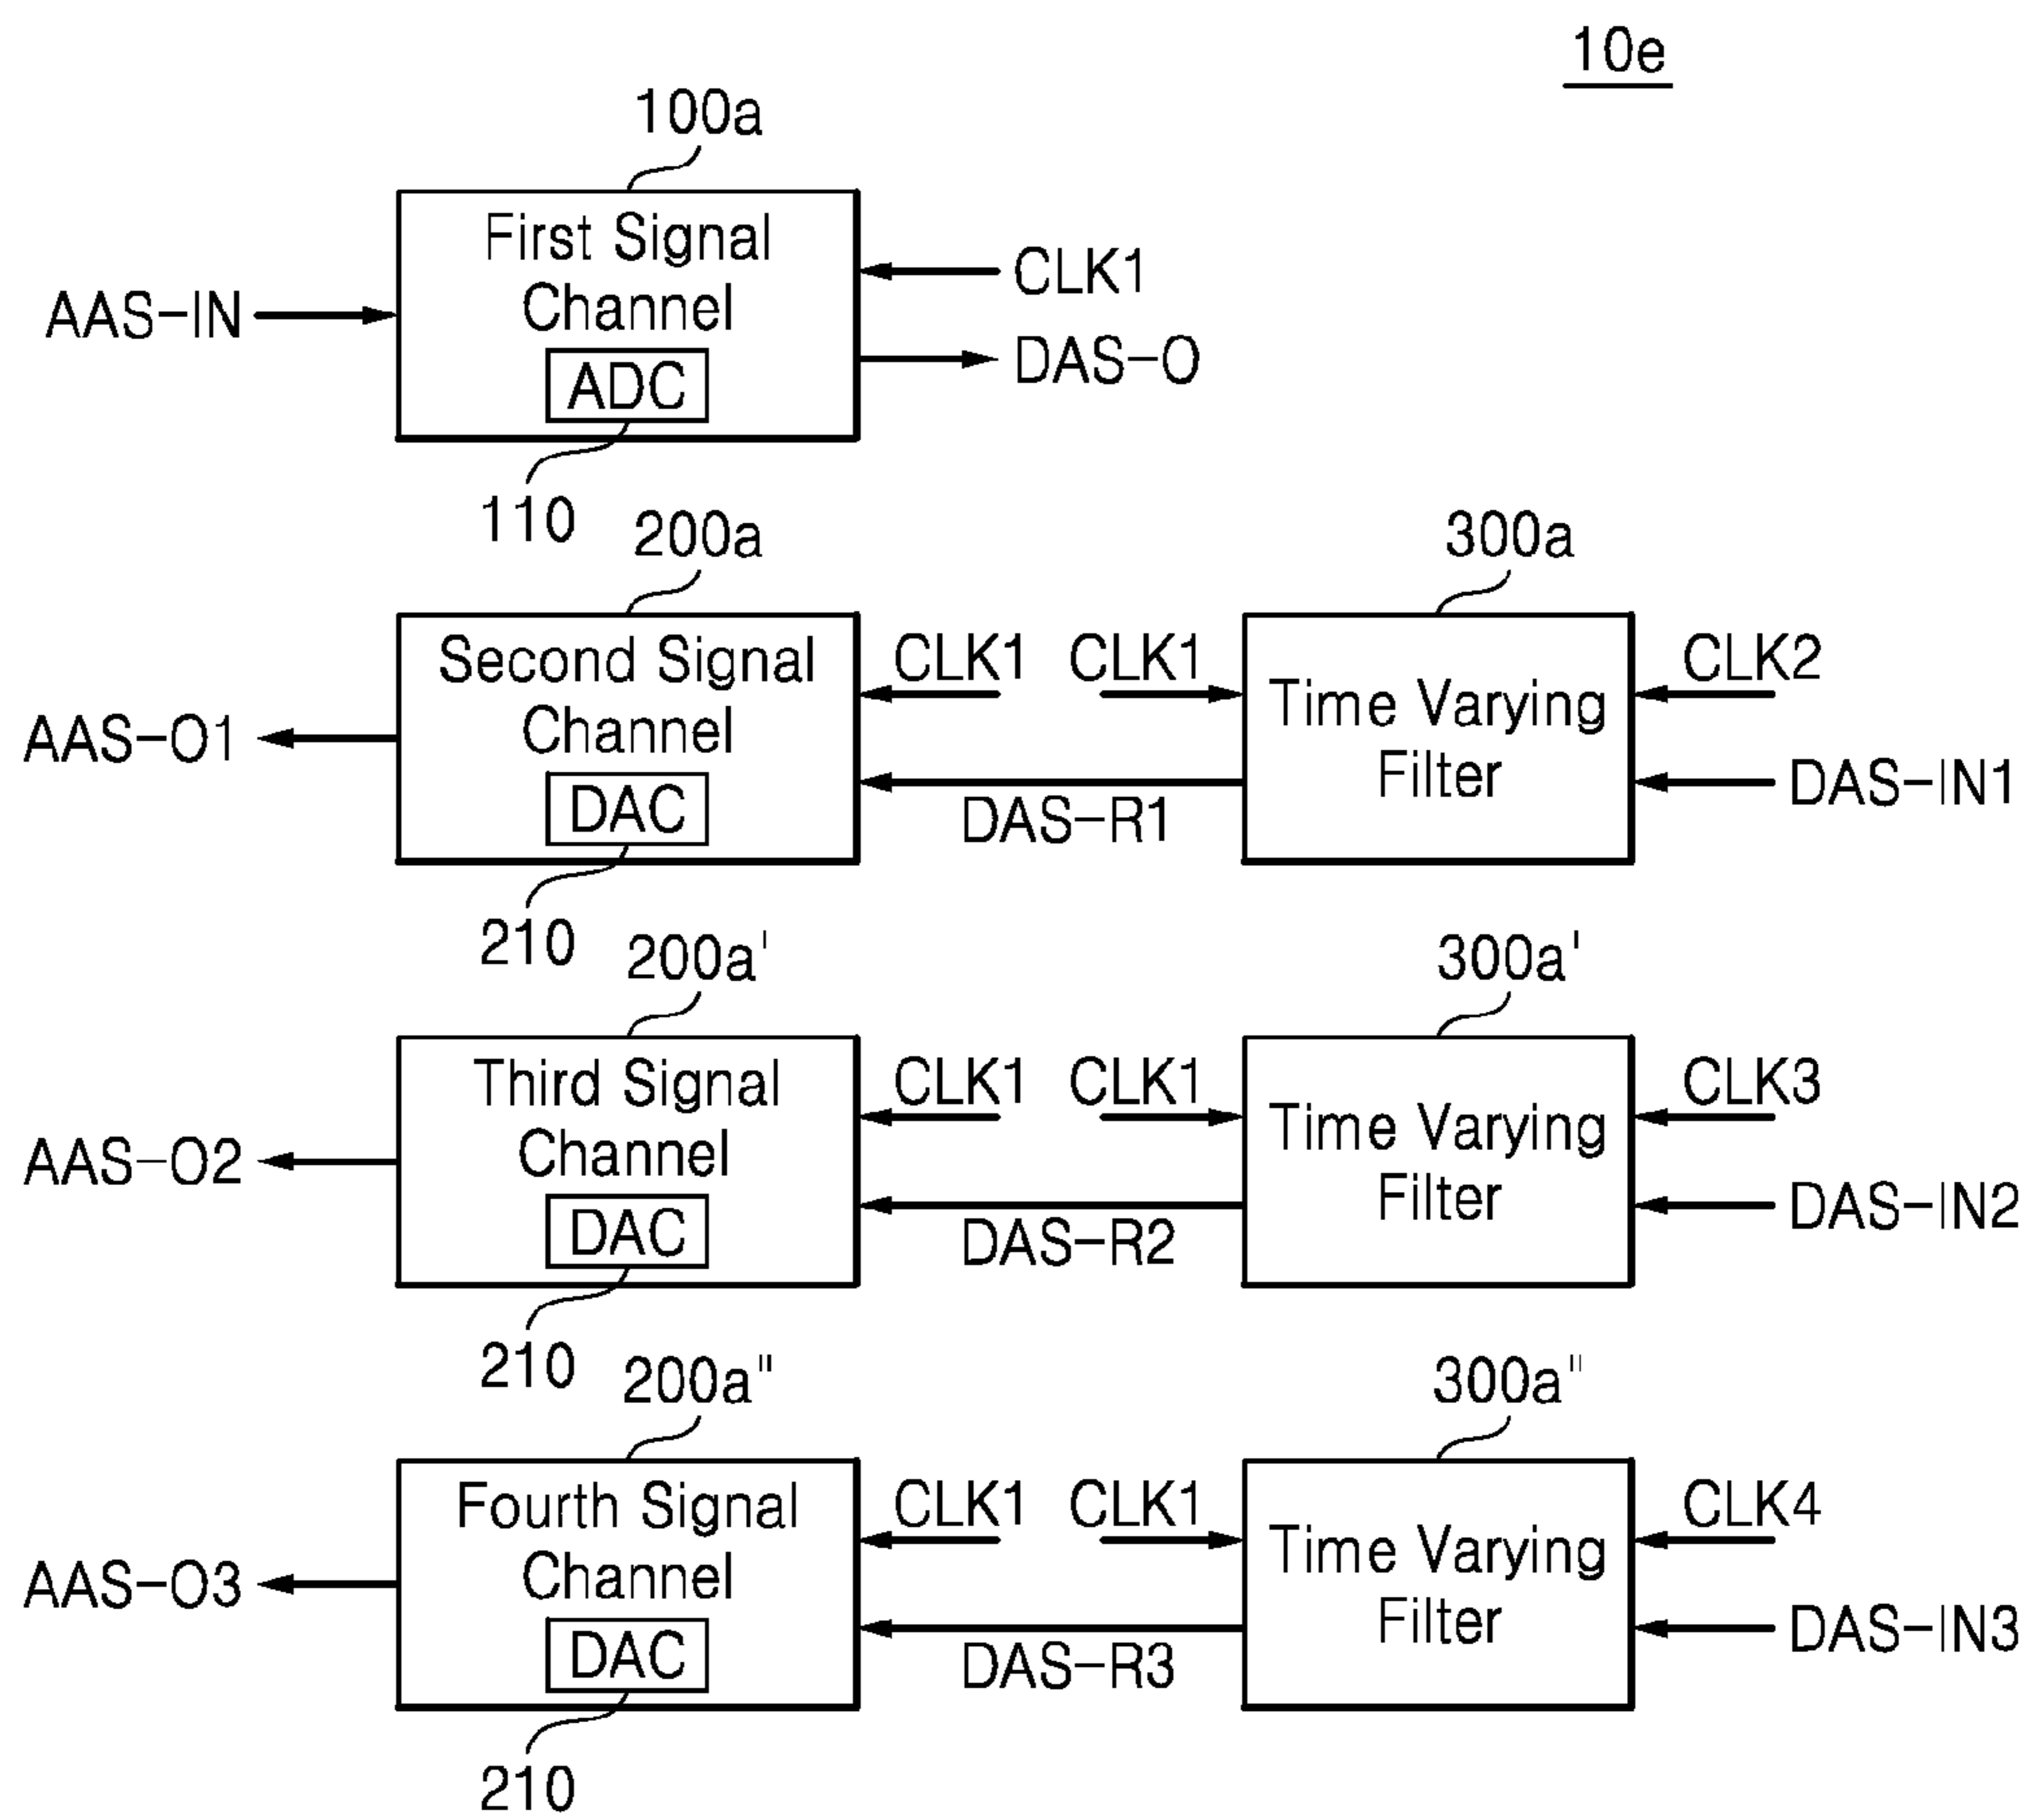 10e
100a
First Signal
Channel
ADC
110
AAS-IN
CLK1
DAS-O
200a
Second Signal
Channel
DAC
210
AAS-O1
CLK1
CLK1
DAS-R1
300a
Time Varying
Filter
CLK2
DAS-IN1
200a'
Third Signal
Channel
DAC
210
AAS-O2
CLK1
CLK1
DAS-R2
300a'
Time Varying
Filter
CLK3
DAS-IN2
200a"
Fourth Signal
Channel
DAC
210
AAS-O3
CLK1
CLK1
DAS-R3
300a"
Time Varying
Filter
CLK4
DAS-IN3